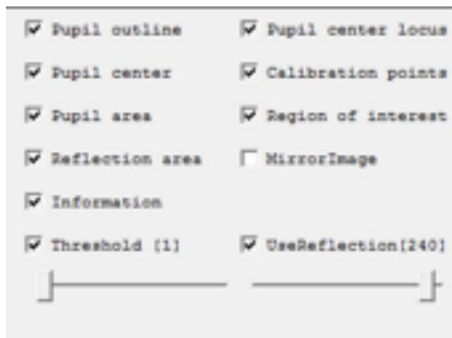 Pupil outline Pupil center locus
Pupil center Calibration points
Pupil area Region of interest
Reflection area MirrorImage
Information
Threshold [1] UseReflection[240]